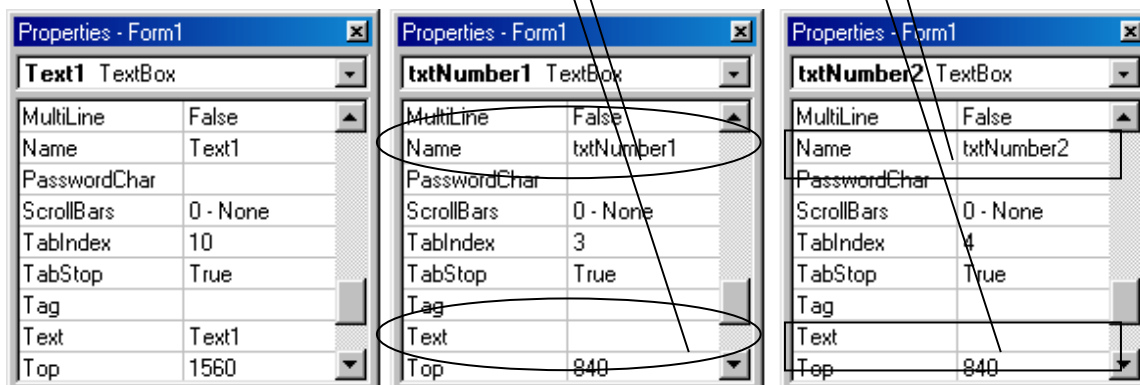 Properties - Form1
Text1 TextBox
MultiLine False
Name Text1
PasswordChar
ScrollBars 0 - None
TabIndex 10
TabStop True
Tag
Text Text1
Top 1560
Properties - Form1
txtNumber1 TextBox
MultiLine False
Name txtNumber1
PasswordChar
ScrollBars 0 - None
TabIndex 3
TabStop True
Tag
Text
Top 840
Properties - Form1
txtNumber2 TextBox
MultiLine False
Name txtNumber2
PasswordChar
ScrollBars 0 - None
TabIndex 4
TabStop True
Tag
Text
Top 840